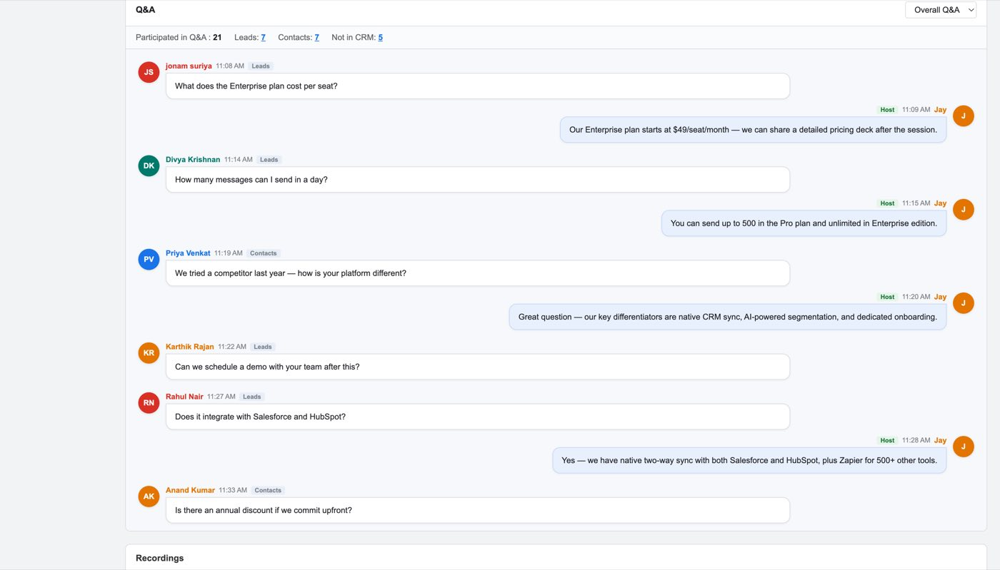 Q&A
Overall Q&A
Participated in Q&A : 21 Leads: 7 Contacts: 7 Not in CRM: 5
JS
jonam suriya 11:08 AM Leads
What does the Enterprise plan cost per seat?
Host 11:09 AM Jay
J
Our Enterprise plan starts at $49/seat/month — we can share a detailed pricing deck after the session.
DK
Divya Krishnan 11:14 AM Leads
How many messages can I send in a day?
Host 11:15 AM Jay
J
You can send up to 500 in the Pro plan and unlimited in Enterprise edition.
PV
Priya Venkat 11:19 AM Contacts
We tried a competitor last year — how is your platform different?
Host 11:20 AM Jay
J
Great question — our key differentiators are native CRM sync, AI-powered segmentation, and dedicated onboarding.
KR
Karthik Rajan 11:22 AM Leads
Can we schedule a demo with your team after this?
RN
Rahul Nair 11:27 AM Leads
Does it integrate with Salesforce and HubSpot?
Host 11:28 AM Jay
J
Yes — we have native two-way sync with both Salesforce and HubSpot, plus Zapier for 500+ other tools.
AK
Anand Kumar 11:33 AM Contacts
Is there an annual discount if we commit upfront?
Recordings